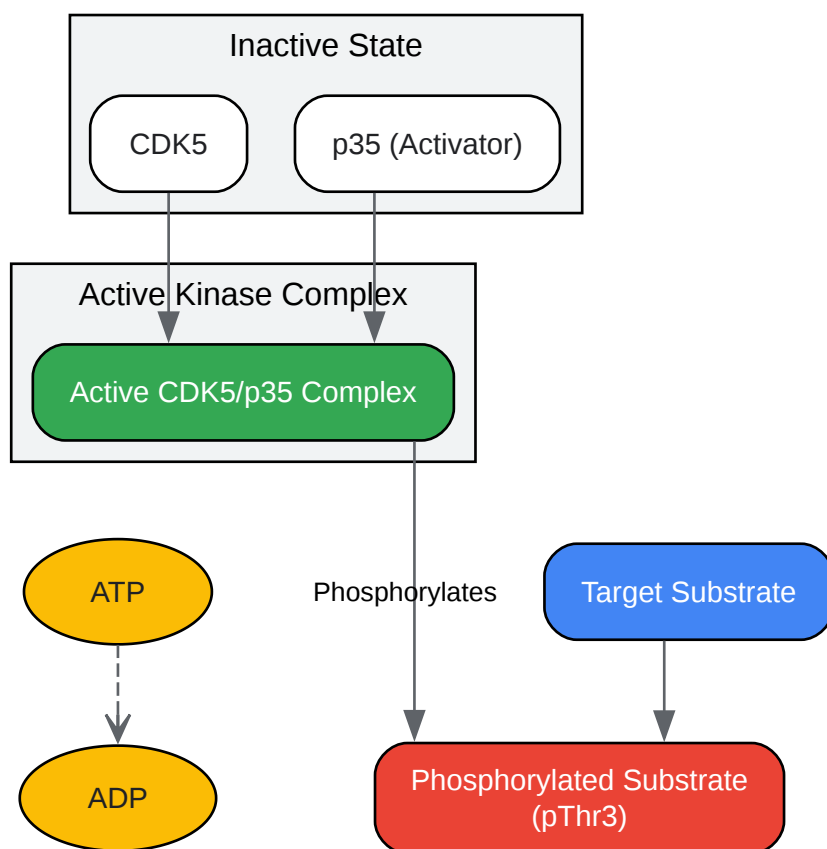 Inactive State
CDK5
p35 (Activator)
Active Kinase Complex
Active CDK5/p35 Complex
ATP
Phosphorylates
Target Substrate
ADP
Phosphorylated Substrate
(pThr3)